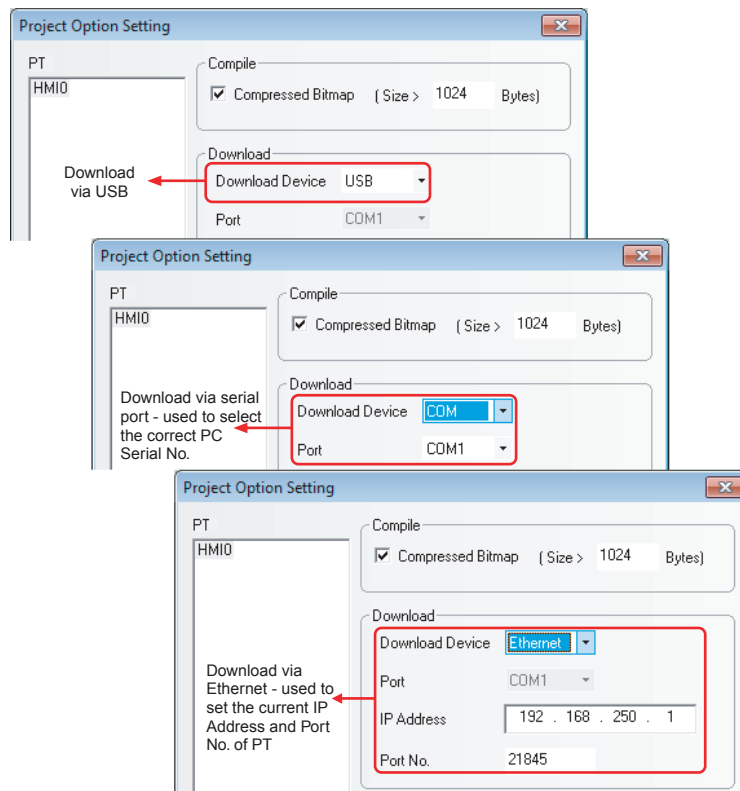 Project Option Setting
PT
HMI0
Compile
Compressed Bitmap ( Size > 1024 Bytes)
Download
Download Device USB
Port COM1
Download
via USB
Project Option Setting
PT
HMI0
Compile
Compressed Bitmap ( Size > 1024 Bytes)
Download
Download Device COM
Port COM1
Download via serial
port - used to select
the correct PC
Serial No.
Project Option Setting
PT
HMI0
Compile
Compressed Bitmap ( Size > 1024 Bytes)
Download
Download Device Ethernet
Port COM1
IP Address 192 . 168 . 250 . 1
Port No. 21845
Download via
Ethernet - used to
set the current IP
Address and Port
No. of PT